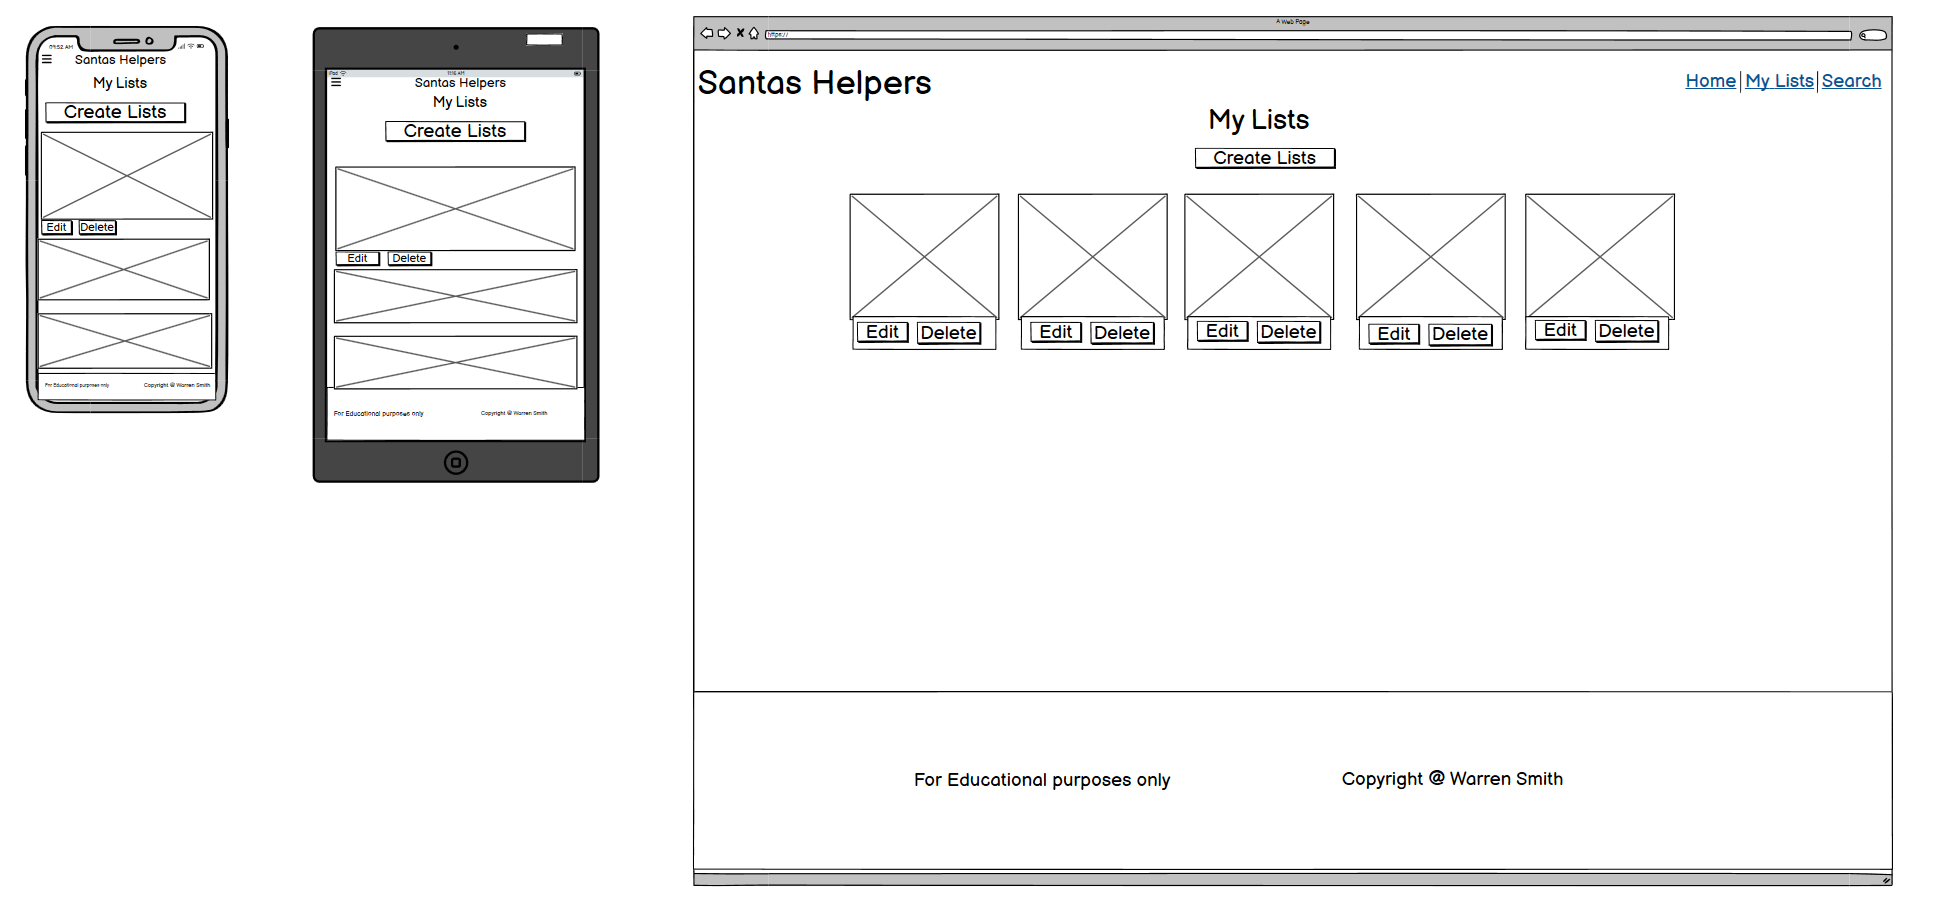 09:52 AM
Santas Helpers
My Lists
Create Lists
Edit Delete
For Educational purposes only Copyright @ Warren Smith
iPad 11:16 AM
Santas Helpers
My Lists
Create Lists
Edit Delete
For Educational purposes only Copyright @ Warren Smith
A Web Page
https://
Santas Helpers
Home My Lists Search
My Lists
Create Lists
Edit Delete Edit Delete Edit Delete Edit Delete Edit Delete
For Educational purposes only Copyright @ Warren Smith